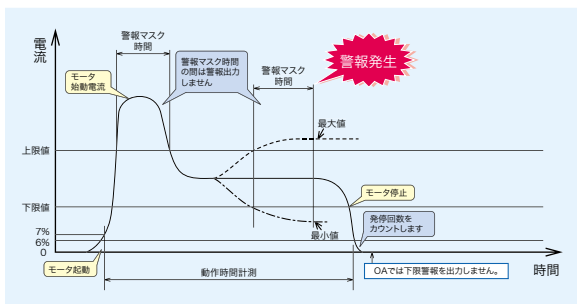 電流
警報マスク
時間
モータ
始動電流
警報マスク時間
の間は警報出力
しません
警報マスク
時間
警報発生
最大値
上限値
モータ停止
下限値
発停回数を
カウントします
最小値
7%
6%
0
モータ起動
動作時間計測
OAでは下限警報を出力しません。
時間